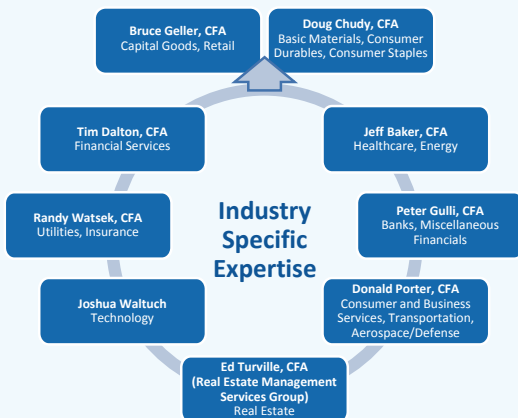 Bruce Geller, CFA
Capital Goods, Retail
Doug Chudy, CFA
Basic Materials, Consumer
Durables, Consumer Staples
Tim Dalton, CFA
Financial Services
Jeff Baker, CFA
Healthcare, Energy
Randy Watsek, CFA
Utilities, Insurance
Industry
Specific
Expertise
Peter Gulli, CFA
Banks, Miscellaneous
Financials
Joshua Waltuch
Technology
Donald Porter, CFA
Consumer and Business
Services, Transportation,
Aerospace/Defense
Ed Turville, CFA
(Real Estate Management
Services Group)
Real Estate